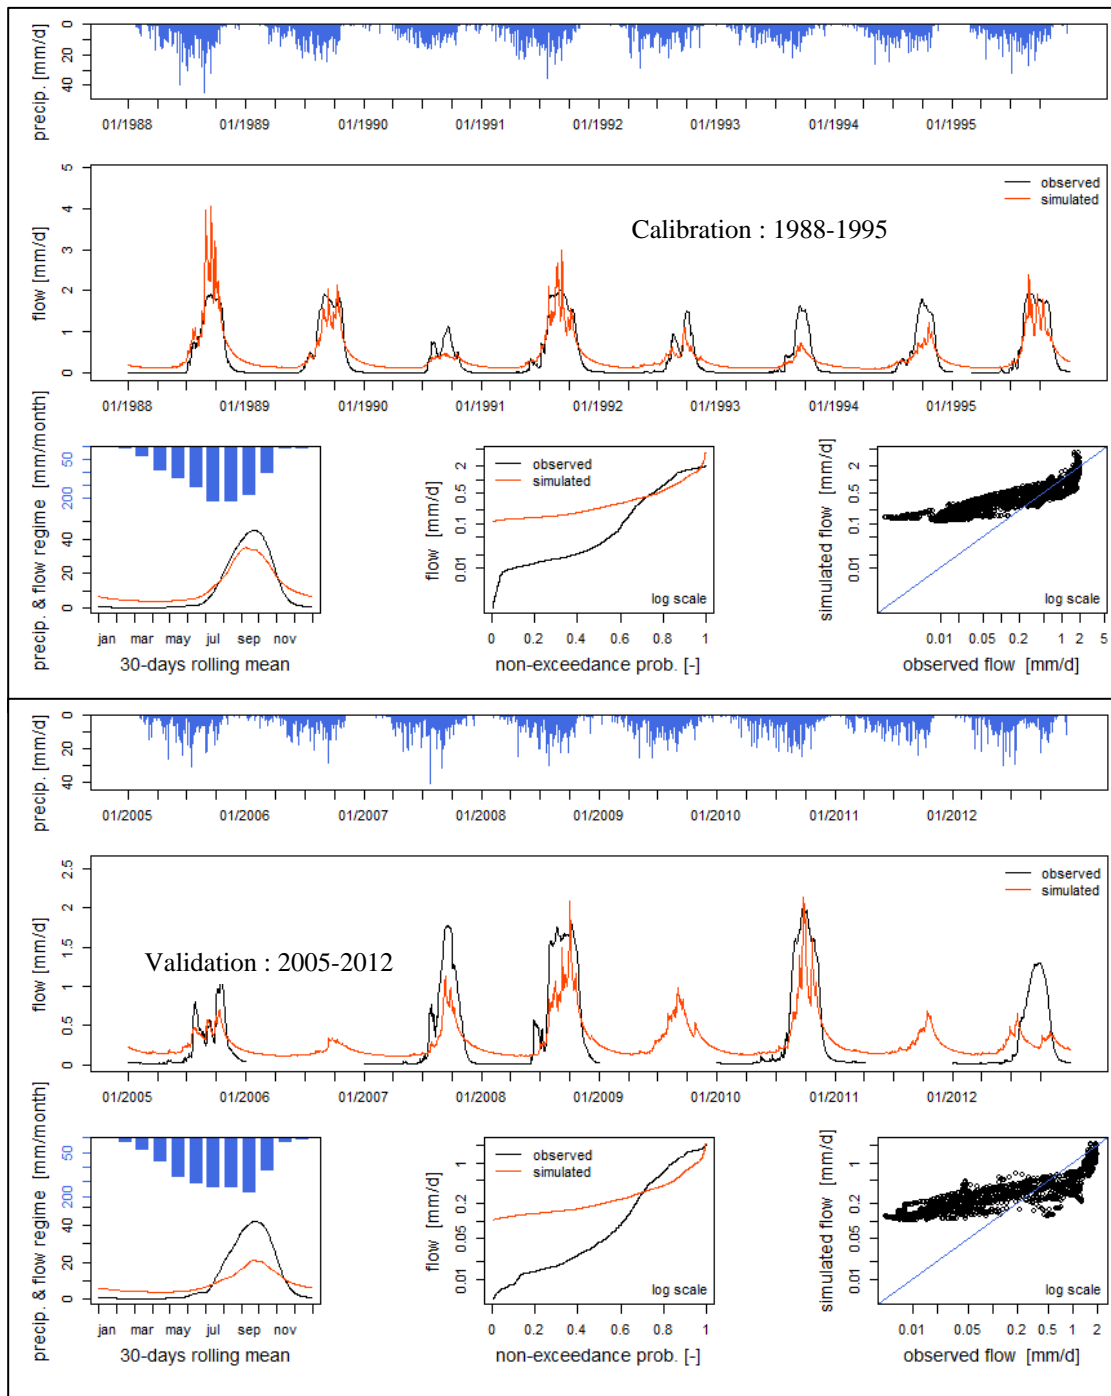 precip. [mm/d]
0
20
40
01/1988 01/1989 01/1990 01/1991 01/1992 01/1993 01/1994 01/1995
flow [mm/d]
5
4
3
2
1
0
observed
simulated
Calibration : 1988-1995
01/1988 01/1989 01/1990 01/1991 01/1992 01/1993 01/1994 01/1995
precip. & flow regime [mm/month]
50
200
40
20
0
jan mar may jul sep nov
30-days rolling mean
flow [mm/d]
2
0.5
0.1
0.01
observed
simulated
log scale
0 0.2 0.4 0.6 0.8 1
non-exceedance prob. [-]
simulated flow [mm/d]
2
0.5
0.1
0.01
log scale
0.01 0.05 0.2 1 2 5
observed flow [mm/d]
precip. [mm/d]
0
20
40
01/2005 01/2006 01/2007 01/2008 01/2009 01/2010 01/2011 01/2012
flow [mm/d]
2.5
2
1.5
1
0.5
0
observed
simulated
Validation : 2005-2012
01/2005 01/2006 01/2007 01/2008 01/2009 01/2010 01/2011 01/2012
precip. & flow regime [mm/month]
50
200
40
20
0
jan mar may jul sep nov
30-days rolling mean
flow [mm/d]
1
0.2
0.05
0.01
observed
simulated
log scale
0 0.2 0.4 0.6 0.8 1
non-exceedance prob. [-]
simulated flow [mm/d]
1
0.2
0.05
0.01
log scale
0.01 0.05 0.2 0.5 1 2
observed flow [mm/d]